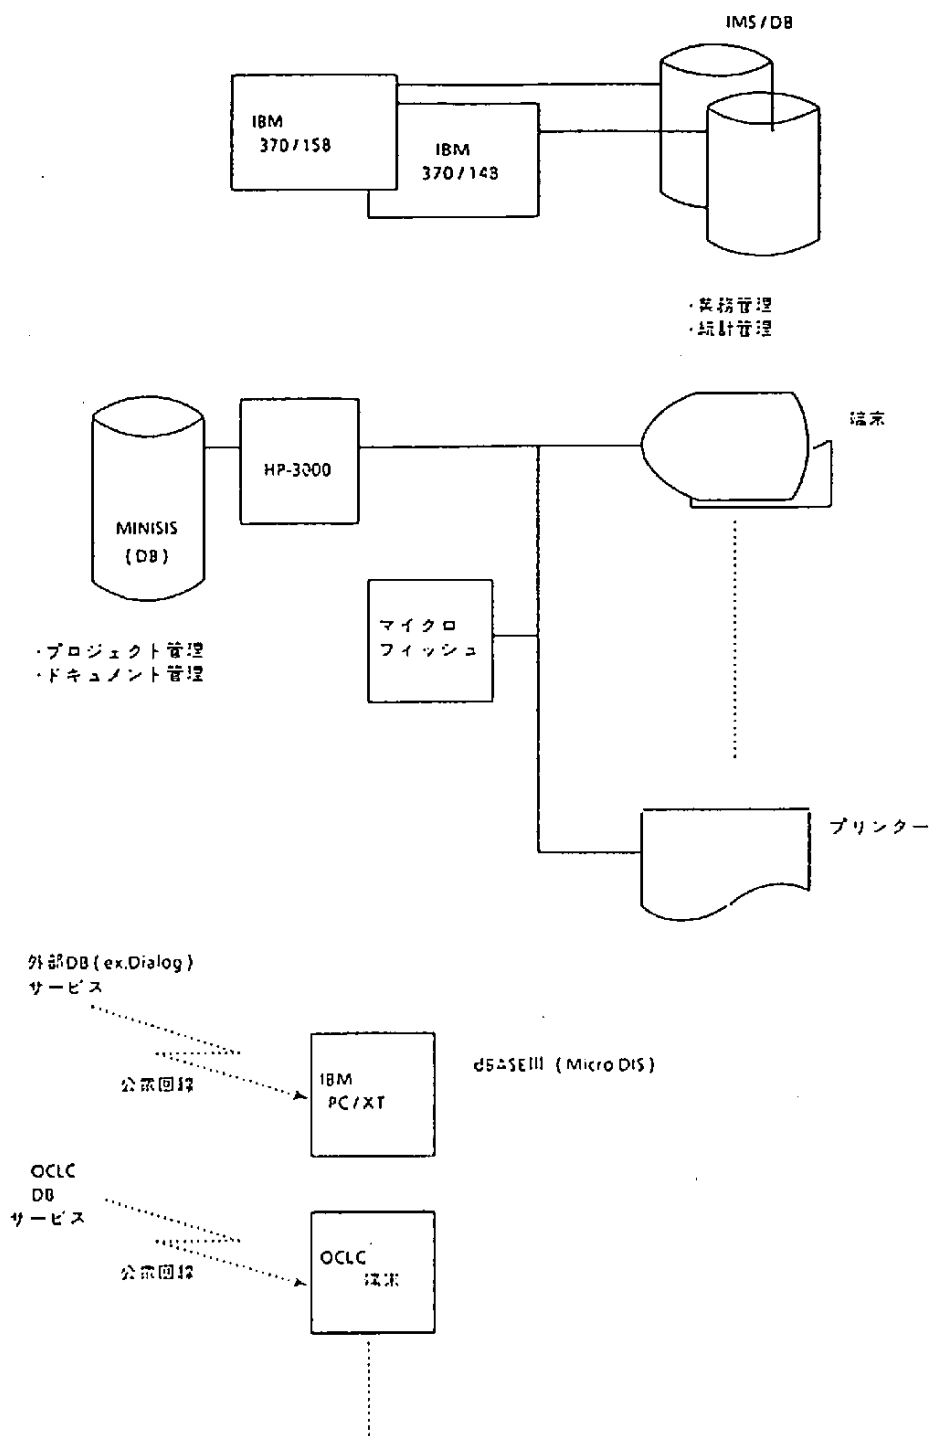 IMS/DB
IBM
370/158
IBM
370/148
・業務管理
・統計管理
端末
HP-3000
MINISIS
(DB)
マイクロ
フィッシュ
・プロジェクト管理
・ドキュメント管理
プリンター
外部DB(ex.Dialog)
サービス
公衆回線
IBM
PC/XT
dBASEIII (Micro DIS)
OCLC
DB
サービス
公衆回線
OCLC
端末